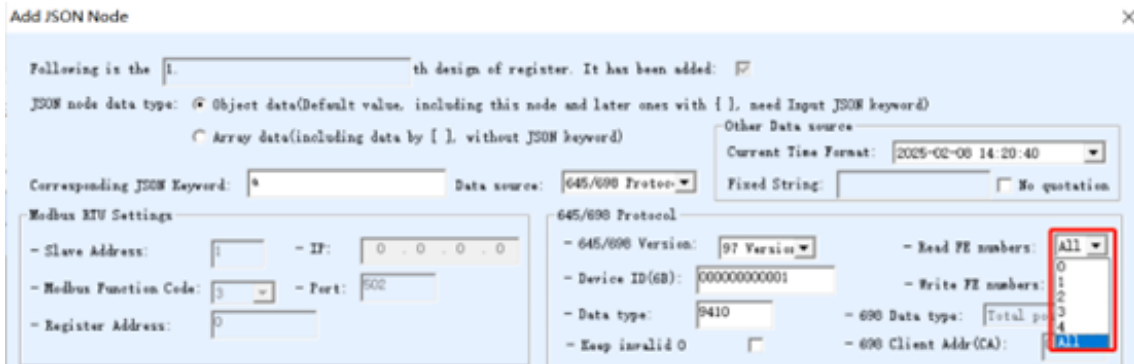 Add JSON Node
Following is the 1. th design of register. It has been added:
JSON node data type: Object data(Default value, including this node and later ones with { }, need Input JSON keyword)
Array data(including data by [ ], without JSON keyword)
Other Data source
Current Time Format: 2025-02-08 14:20:40
Corresponding JSON Keyword: Data source: 645/698 Protoc Fixed String: No quotation
Modbus RTU Settings
645/698 Protocol
- Slave Address: 1 - IP: 0 . 0 . 0 . 0
- 645/698 Version: 97 Version - Read FE numbers: All
- Modbus Function Code: 3 - Port: 502
- Device ID(6B): 000000000001 - Write FE numbers:
- Register Address: 0
- Data type: 9410 - 698 Data type: Total po
- Keep invalid 0 - 698 Client Addr(CA):
0
1
2
3
4
All